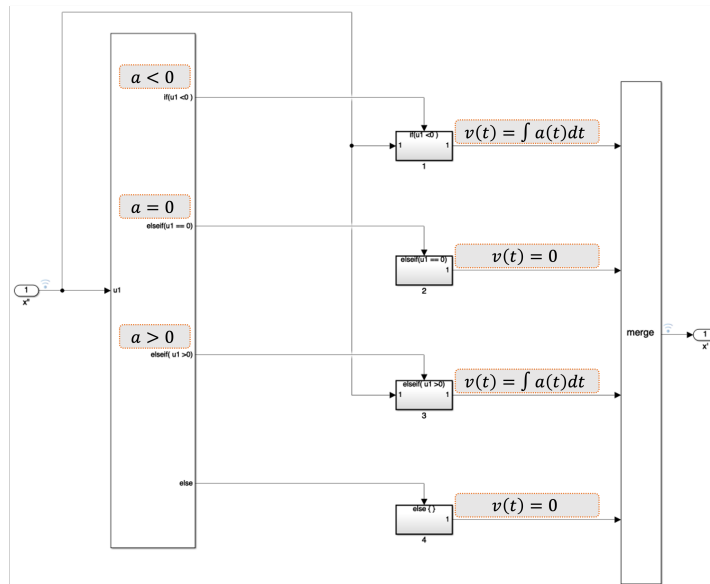 a < 0
if(u1 <0 )
if(u1 <0 )
v(t) = ∫ a(t)dt
1
1
1
a = 0
elseif(u1 == 0)
elseif(u1 == 0)
v(t) = 0
1
2
1
x''
u1
a > 0
elseif( u1 >0)
elseif( u1 >0)
v(t) = ∫ a(t)dt
1
1
3
merge
1
x'
else
else { }
v(t) = 0
1
4